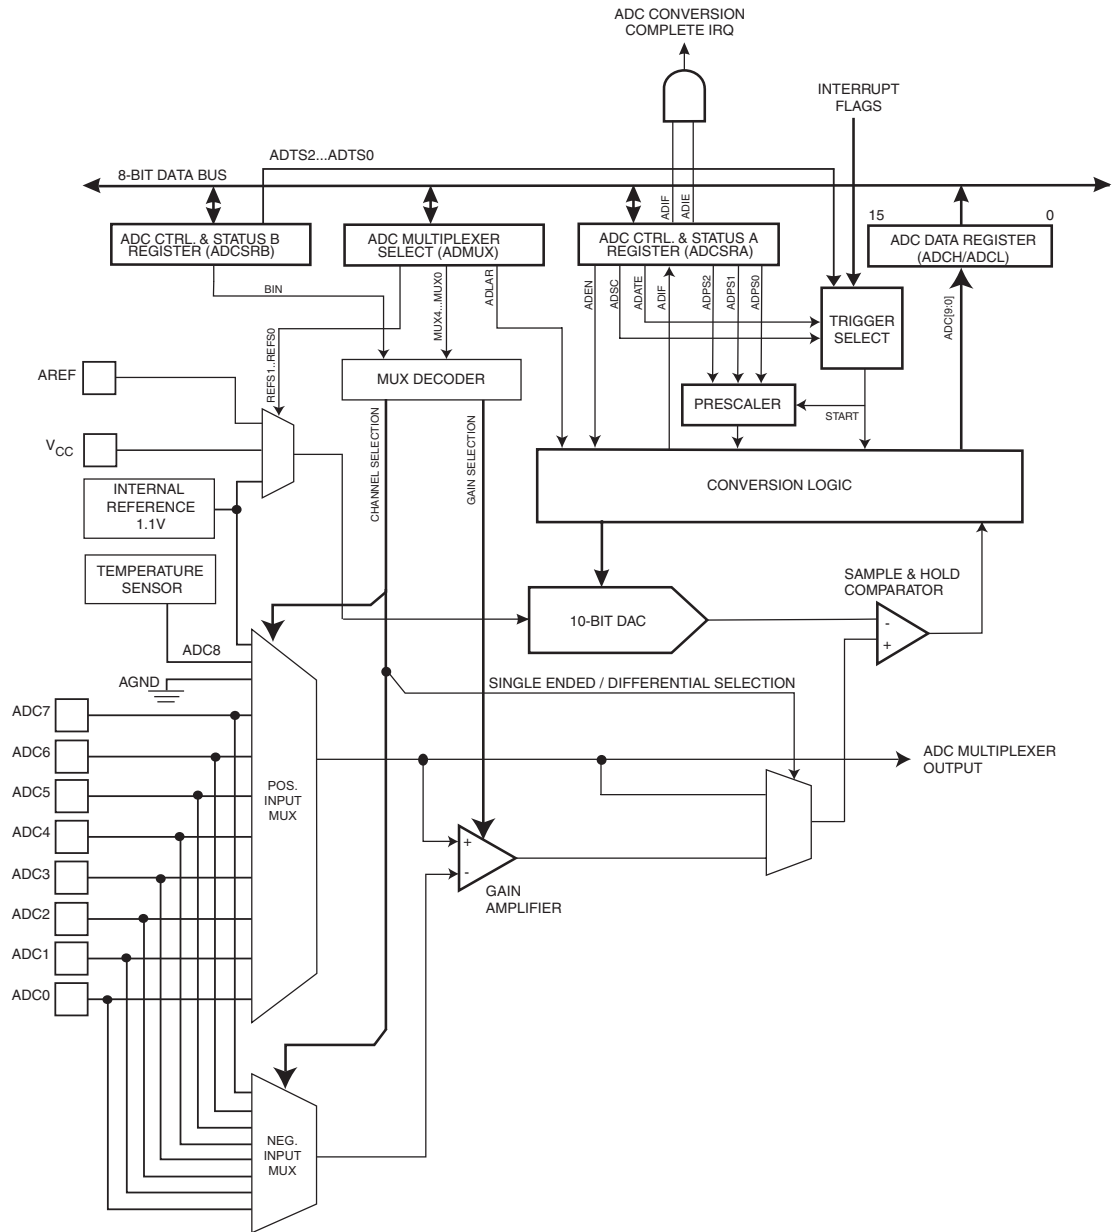 ADC CONVERSION
COMPLETE IRQ
INTERRUPT
FLAGS
ADTS2...ADTS0
8-BIT DATA BUS
ADIF
ADIE
15
0
ADC CTRL. & STATUS B
REGISTER (ADCSRB)
ADC MULTIPLEXER
SELECT (ADMUX)
ADC CTRL. & STATUS A
REGISTER (ADCSRA)
ADC DATA REGISTER
(ADCH/ADCL)
BIN
REFS1..REFS0
MUX4...MUX0
ADLAR
ADEN
ADSC
ADATE
ADIF
ADPS2
ADPS1
ADPS0
TRIGGER
SELECT
ADC[9:0]
AREF
MUX DECODER
PRESCALER
START
VCC
CHANNEL SELECTION
GAIN SELECTION
CONVERSION LOGIC
INTERNAL
REFERENCE
1.1V
TEMPERATURE
SENSOR
SAMPLE & HOLD
COMPARATOR
10-BIT DAC
-
+
ADC8
AGND
SINGLE ENDED / DIFFERENTIAL SELECTION
ADC7
ADC6
ADC5
ADC4
ADC3
ADC2
ADC1
ADC0
POS.
INPUT
MUX
ADC MULTIPLEXER
OUTPUT
+
-
GAIN
AMPLIFIER
NEG.
INPUT
MUX